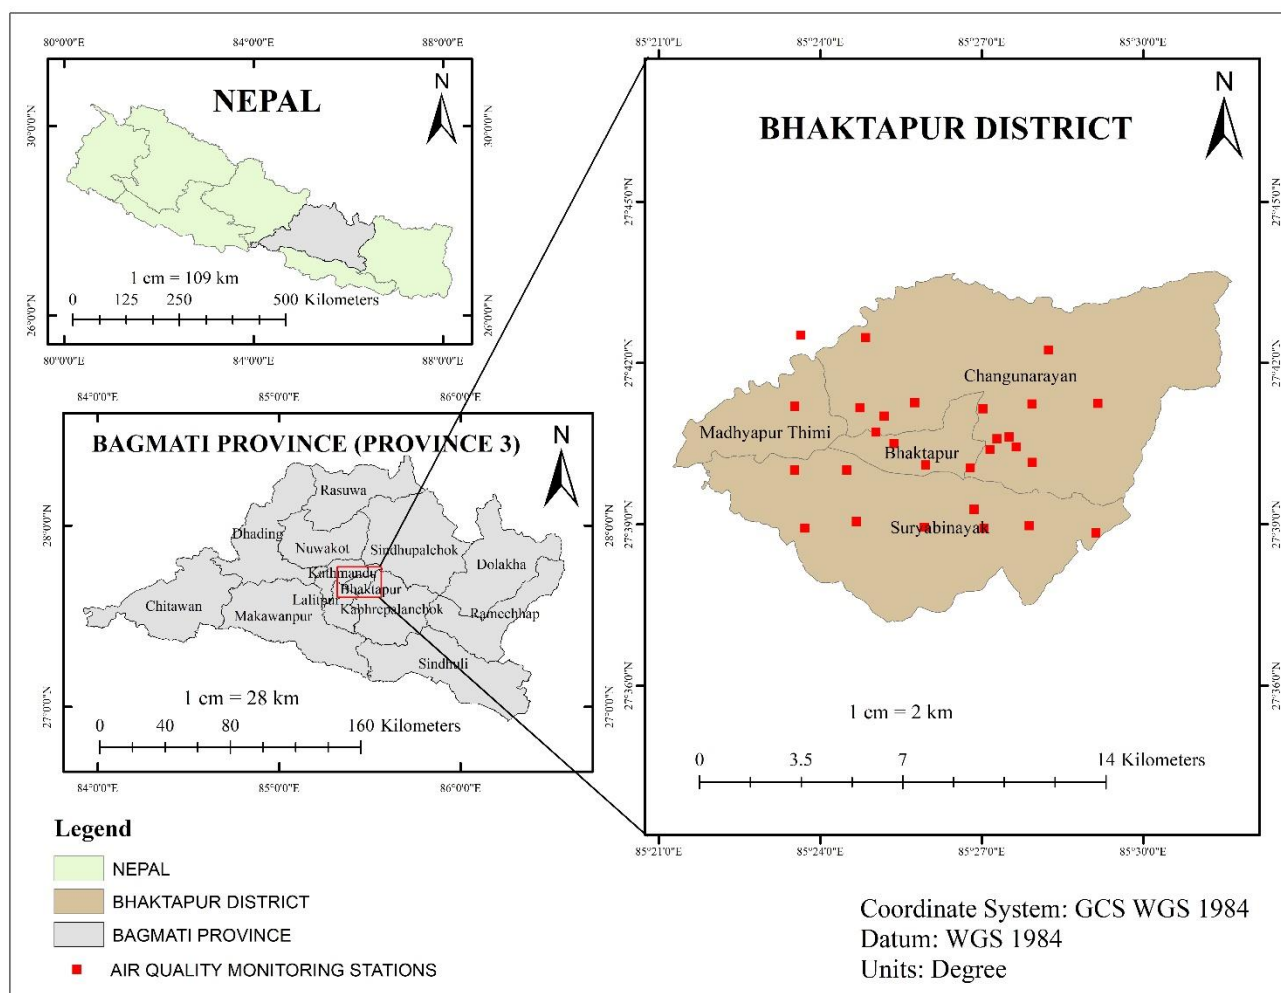 80°0'0"E 84°0'0"E 88°0'0"E
NEPAL
N
30°0'0"N
30°0'0"N
1 cm = 109 km
0 125 250 500 Kilometers
26°0'0"N
26°0'0"N
80°0'0"E 84°0'0"E 88°0'0"E
84°0'0"E 85°0'0"E 86°0'0"E
BAGMATI PROVINCE (PROVINCE 3)
N
Rasuwa
Dhading
Nuwakot
Sindhupalchok
Dolakha
Kathmandu
Bhaktapur
Chitawan
Lalitpur
Makawanpur
Kabhrepalanchok
Ramechhap
Sindhuli
28°0'0"N
28°0'0"N
1 cm = 28 km
0 40 80 160 Kilometers
27°0'0"N
27°0'0"N
84°0'0"E 85°0'0"E 86°0'0"E
85°21'0"E 85°24'0"E 85°27'0"E 85°30'0"E
N
BHAKTAPUR DISTRICT
27°45'0"N
27°45'0"N
27°42'0"N
27°42'0"N
Changunarayan
Madhyapur Thimi
Bhaktapur
Suryabinayak
27°39'0"N
27°39'0"N
27°36'0"N
27°36'0"N
1 cm = 2 km
0 3.5 7 14 Kilometers
85°21'0"E 85°24'0"E 85°27'0"E 85°30'0"E
Legend
NEPAL
BHAKTAPUR DISTRICT
BAGMATI PROVINCE
AIR QUALITY MONITORING STATIONS
Coordinate System: GCS WGS 1984
Datum: WGS 1984
Units: Degree